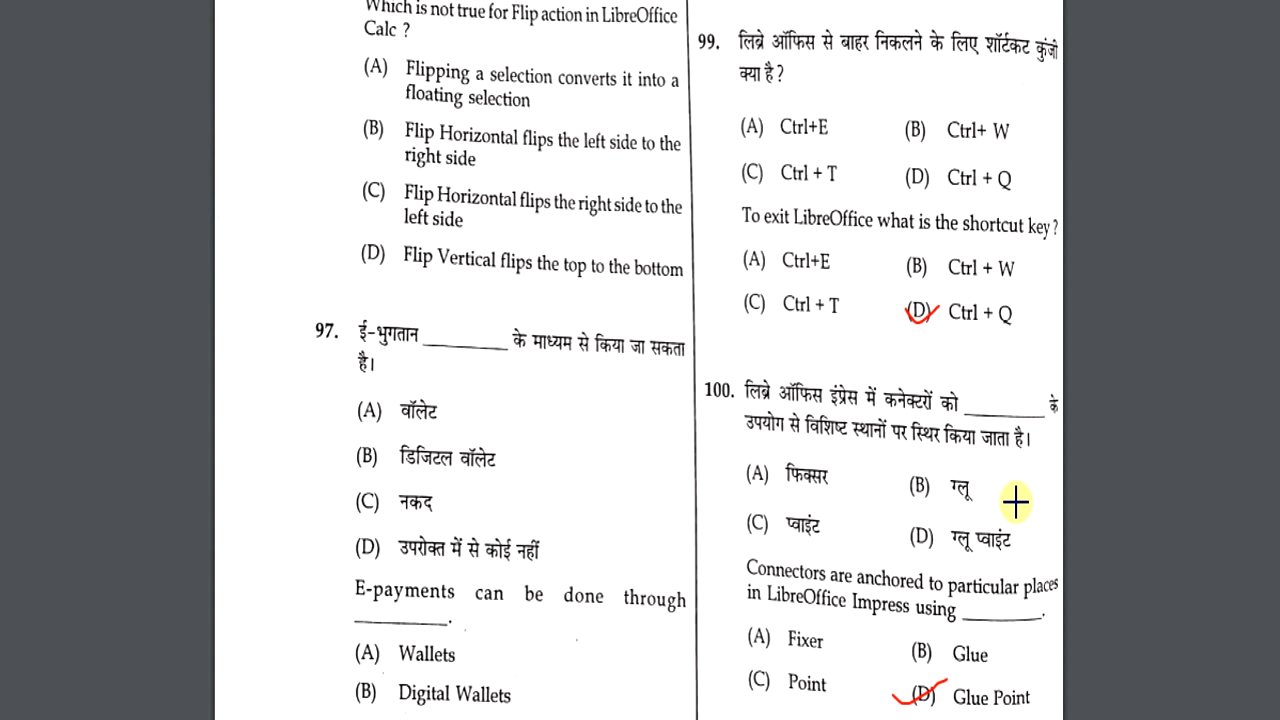 Which is not true for Flip action in LibreOffice
Calc ?
(A) Flipping a selection converts it into a
floating selection
(B) Flip Horizontal flips the left side to the
right side
(C) Flip Horizontal flips the right side to the
left side
(D) Flip Vertical flips the top to the bottom
97. ई-भुगतान ________ के माध्यम से किया जा सकता
है।
(A) वॉलेट
(B) डिजिटल वॉलेट
(C) नकद
(D) उपरोक्त में से कोई नहीं
E-payments can be done through
________.
(A) Wallets
(B) Digital Wallets
99. लिब्रे ऑफिस से बाहर निकलने के लिए शॉर्टकट कुंजी
क्या है?
(A) Ctrl+E (B) Ctrl+ W
(C) Ctrl + T (D) Ctrl + Q
To exit LibreOffice what is the shortcut key?
(A) Ctrl+E (B) Ctrl + W
(C) Ctrl + T (D) Ctrl + Q
100. लिब्रे ऑफिस इंप्रेस में कनेक्टरों को ________ के
उपयोग से विशिष्ट स्थानों पर स्थिर किया जाता है।
(A) फिक्सर (B) ग्लू
(C) प्वाइंट (D) ग्लू प्वाइंट
Connectors are anchored to particular places
in LibreOffice Impress using ________.
(A) Fixer (B) Glue
(C) Point (D) Glue Point